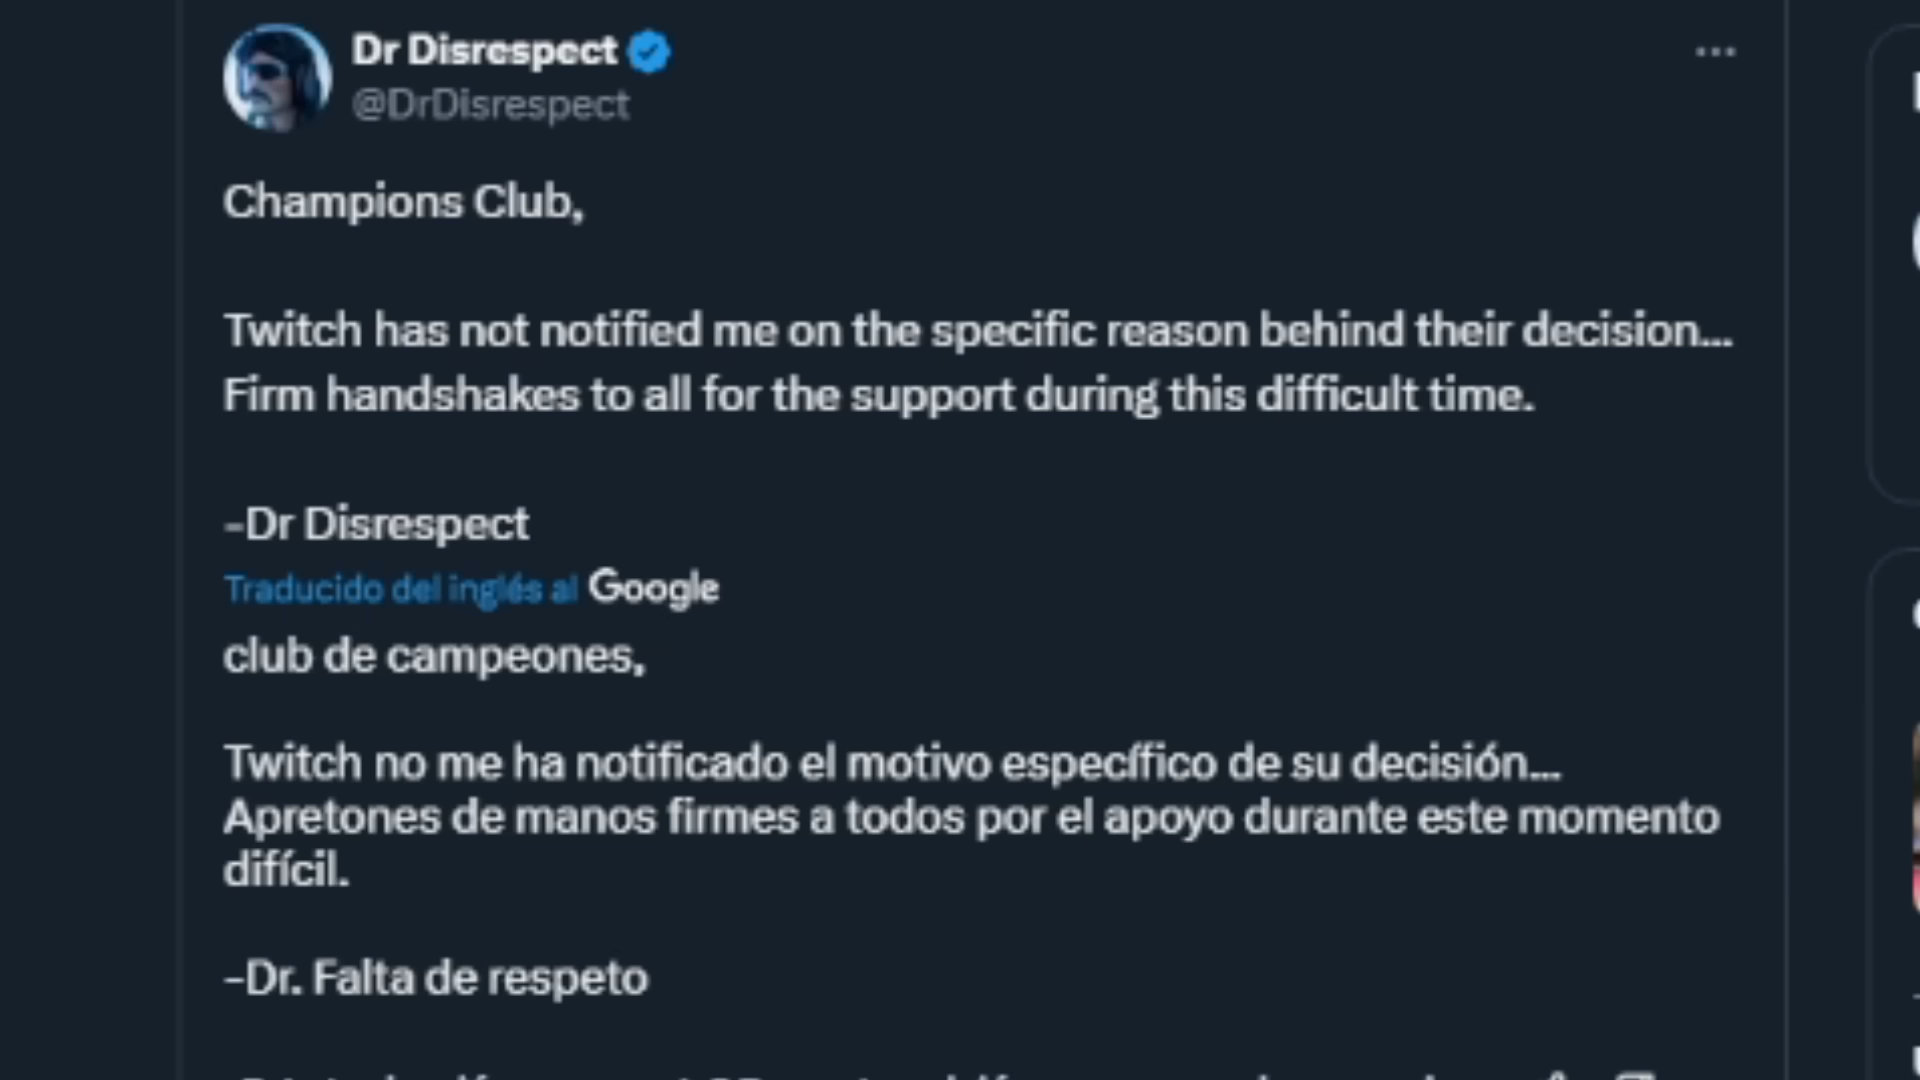 Dr Disrespect
@DrDisrespect
Champions Club,
Twitch has not notified me on the specific reason behind their decision...
Firm handshakes to all for the support during this difficult time.
-Dr Disrespect
Traducido del inglés al Google
club de campeones,
Twitch no me ha notificado el motivo específico de su decisión...
Apretones de manos firmes a todos por el apoyo durante este momento
difícil.
-Dr. Falta de respeto